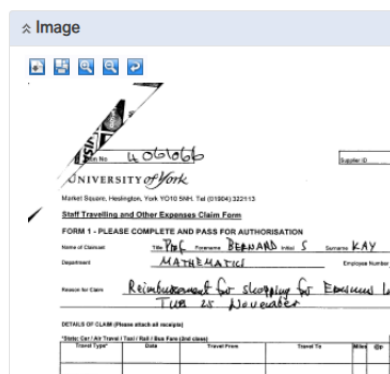 Image
No 4066066
Supplier ID
UNIVERSITY of York
Market Square, Heslington, York YO10 5NH. Tel (01904) 322113
Staff Travelling and Other Expenses Claim Form
FORM 1 - PLEASE COMPLETE AND PASS FOR AUTHORISATION
Name of Claimant Title Prof Forename BERNARD Initial S Surname KAY
Department MATHEMATICS Employee Number
Reason for Claim Reimbursement for shopping for
Tue 25 November
DETAILS OF CLAIM (Please attach all receipts)
*State: Car / Air Travel / Taxi / Rail / Bus Fare (2nd class)
Travel Type* Date Travel From Travel To Miles